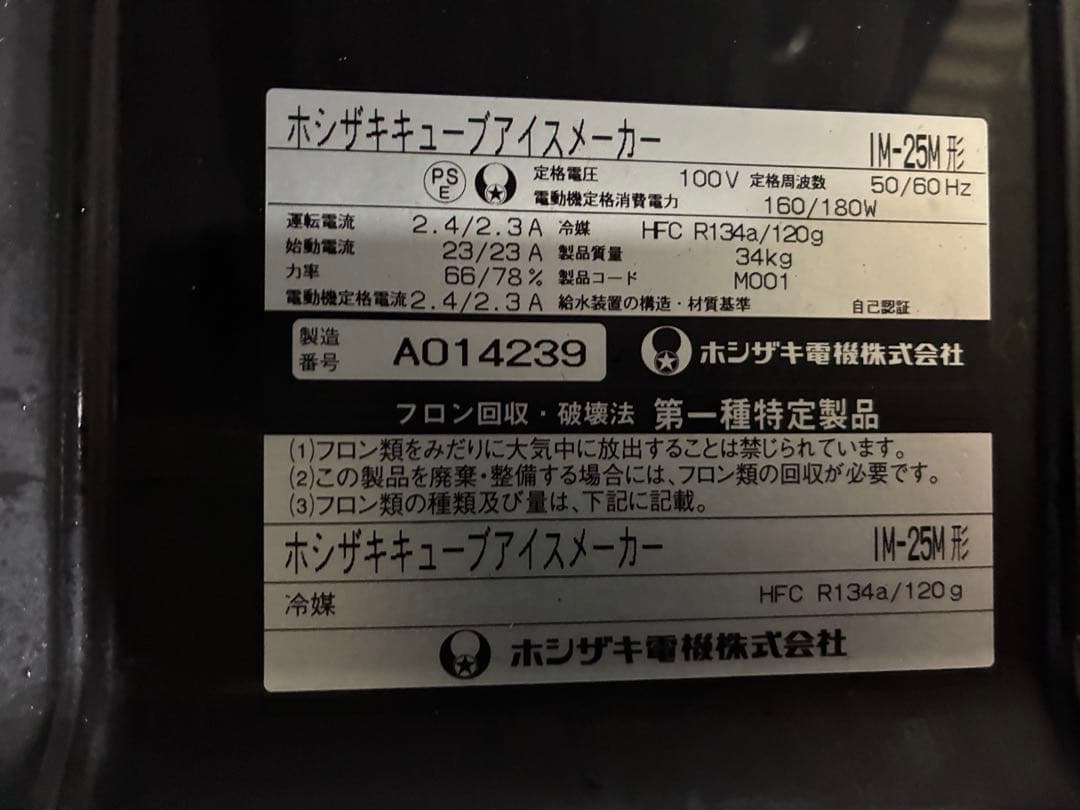 ホシザキキューブアイスメーカー IM-25M形
PS E 定格電圧 100V 定格周波数 50/60Hz
電動機定格消費電力 160/180W
運転電流 2.4/2.3A 冷媒 HFC R134a/120g
始動電流 23/23A 製品質量 34kg
力率 66/78% 製品コード M001
電動機定格電流 2.4/2.3A 給水装置の構造・材質基準 自己認証
製造番号 A014239 ホシザキ電機株式会社
フロン回収・破壊法 第一種特定製品
(1)フロン類をみだりに大気中に放出することは禁じられています。
(2)この製品を廃棄・整備する場合には、フロン類の回収が必要です。
(3)フロン類の種類及び量は、下記に記載。
ホシザキキューブアイスメーカー IM-25M形
冷媒 HFC R134a/120g
ホシザキ電機株式会社